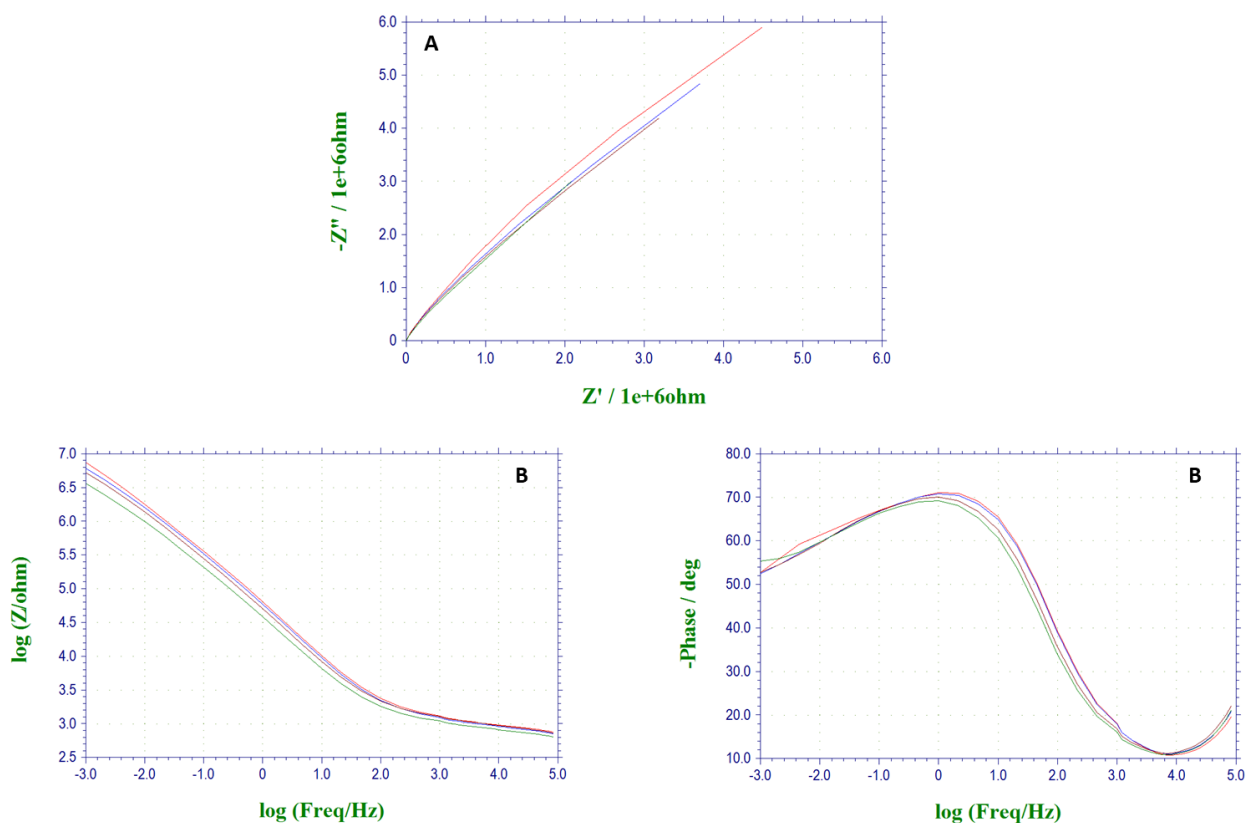 A
6.0
5.0
4.0
3.0
2.0
1.0
0
-Z" / 1e+6ohm
0 1.0 2.0 3.0 4.0 5.0 6.0
Z' / 1e+6ohm
B
7.0
6.5
6.0
5.5
5.0
4.5
4.0
3.5
3.0
2.5
log (Z/ohm)
-3.0 -2.0 -1.0 0 1.0 2.0 3.0 4.0 5.0
log (Freq/Hz)
B
80.0
70.0
60.0
50.0
40.0
30.0
20.0
10.0
-Phase / deg
-3.0 -2.0 -1.0 0 1.0 2.0 3.0 4.0 5.0
log (Freq/Hz)